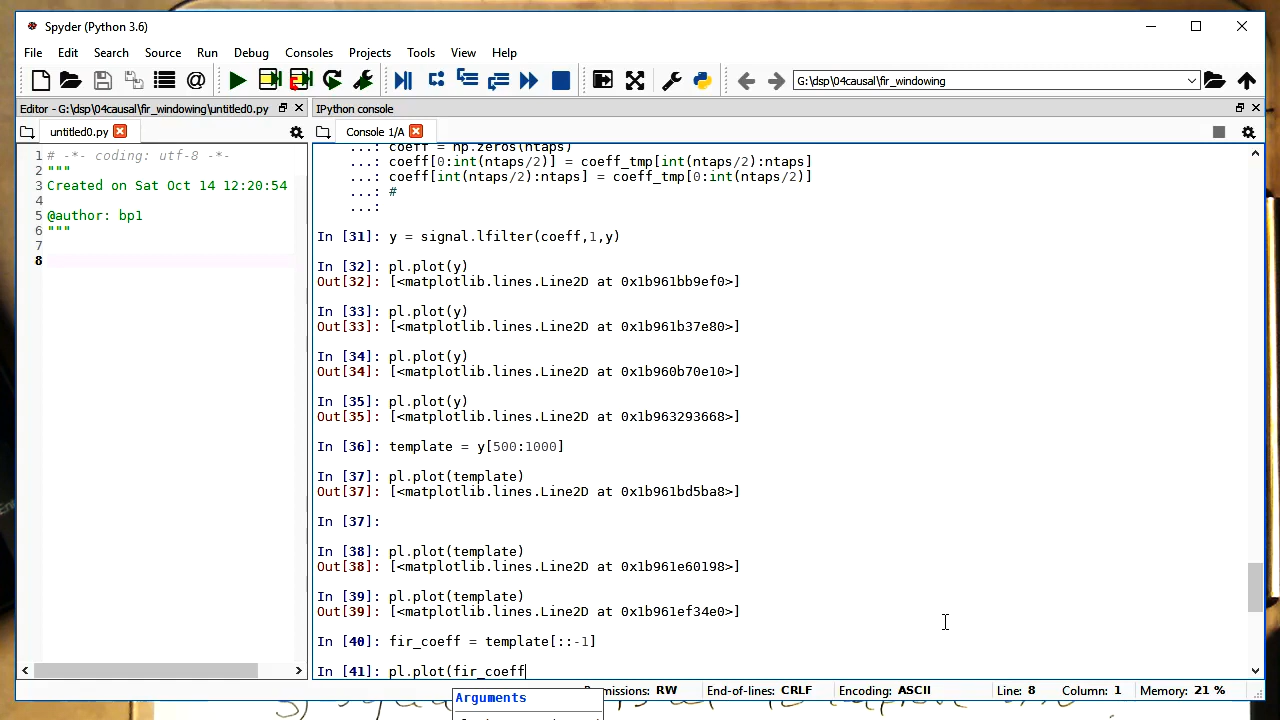 Spyder (Python 3.6)
File Edit Search Source Run Debug Consoles Projects Tools View Help
G:\dsp\04causal\fir_windowing
Editor - G:\dsp\04causal\fir_windowing\untitled0.py
IPython console
untitled0.py
Console 1/A
1 # -*- coding: utf-8 -*-
2 """
3 Created on Sat Oct 14 12:20:54
4
5 @author: bp1
6 """
7
8
...: coeff = np.zeros(ntaps)
...: coeff[0:int(ntaps/2)] = coeff_tmp[int(ntaps/2):ntaps]
...: coeff[int(ntaps/2):ntaps] = coeff_tmp[0:int(ntaps/2)]
...: #
...:
In [31]: y = signal.lfilter(coeff,1,y)
In [32]: pl.plot(y)
Out[32]: [<matplotlib.lines.Line2D at 0x1b961bb9ef0>]
In [33]: pl.plot(y)
Out[33]: [<matplotlib.lines.Line2D at 0x1b961b37e80>]
In [34]: pl.plot(y)
Out[34]: [<matplotlib.lines.Line2D at 0x1b960b70e10>]
In [35]: pl.plot(y)
Out[35]: [<matplotlib.lines.Line2D at 0x1b963293668>]
In [36]: template = y[500:1000]
In [37]: pl.plot(template)
Out[37]: [<matplotlib.lines.Line2D at 0x1b961bd5ba8>]
In [37]:
In [38]: pl.plot(template)
Out[38]: [<matplotlib.lines.Line2D at 0x1b961e60198>]
In [39]: pl.plot(template)
Out[39]: [<matplotlib.lines.Line2D at 0x1b961ef34e0>]
In [40]: fir_coeff = template[::-1]
In [41]: pl.plot(fir_coeff
Arguments
missions: RW End-of-lines: CRLF Encoding: ASCII Line: 8 Column: 1 Memory: 21 %